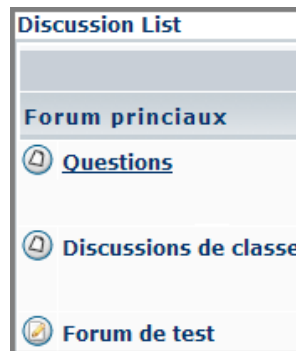 Discussion List
Forum princiaux
Questions
Discussions de classe
Forum de test